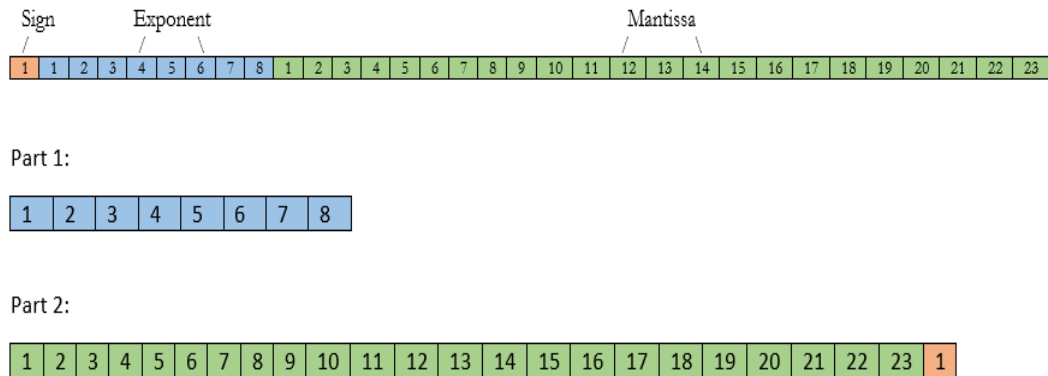 Sign Exponent Mantissa
1 1 2 3 4 5 6 7 8 1 2 3 4 5 6 7 8 9 10 11 12 13 14 15 16 17 18 19 20 21 22 23
Part 1:
1 2 3 4 5 6 7 8
Part 2:
1 2 3 4 5 6 7 8 9 10 11 12 13 14 15 16 17 18 19 20 21 22 23 1